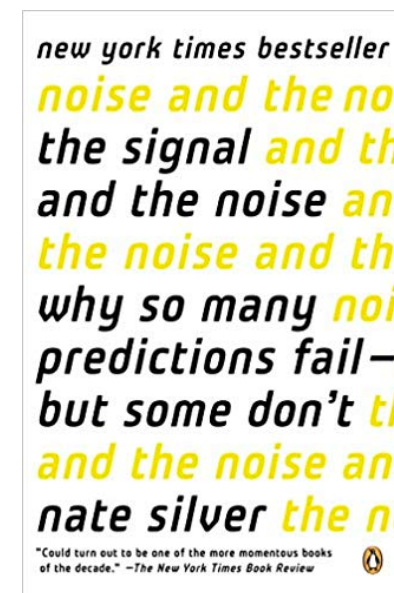 new york times bestseller
noise and the no
the signal and th
and the noise an
the noise and th
why so many noi
predictions fail—
but some don't t
and the noise an
nate silver the n
"Could turn out to be one of the more momentous books
of the decade." —The New York Times Book Review